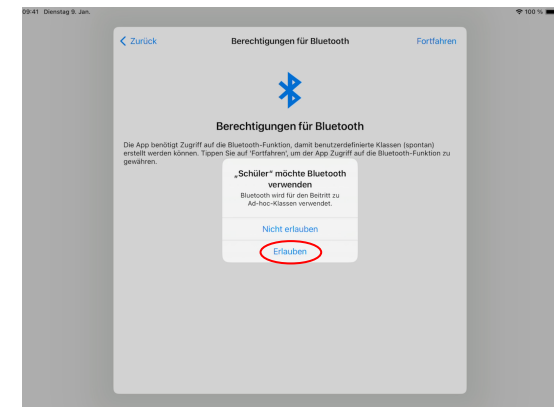 09:41 Dienstag 9. Jan.
100 %
Zurück
Berechtigungen für Bluetooth
Fortfahren
Berechtigungen für Bluetooth
Die App benötigt Zugriff auf die Bluetooth-Funktion, damit benutzerdefinierte Klassen (spontan)
erstellt werden können. Tippen Sie auf 'Fortfahren', um der App Zugriff auf die Bluetooth-Funktion zu
gewähren.
„Schüler“ möchte Bluetooth
verwenden
Bluetooth wird für den Beitritt zu
Ad-hoc-Klassen verwendet.
Nicht erlauben
Erlauben